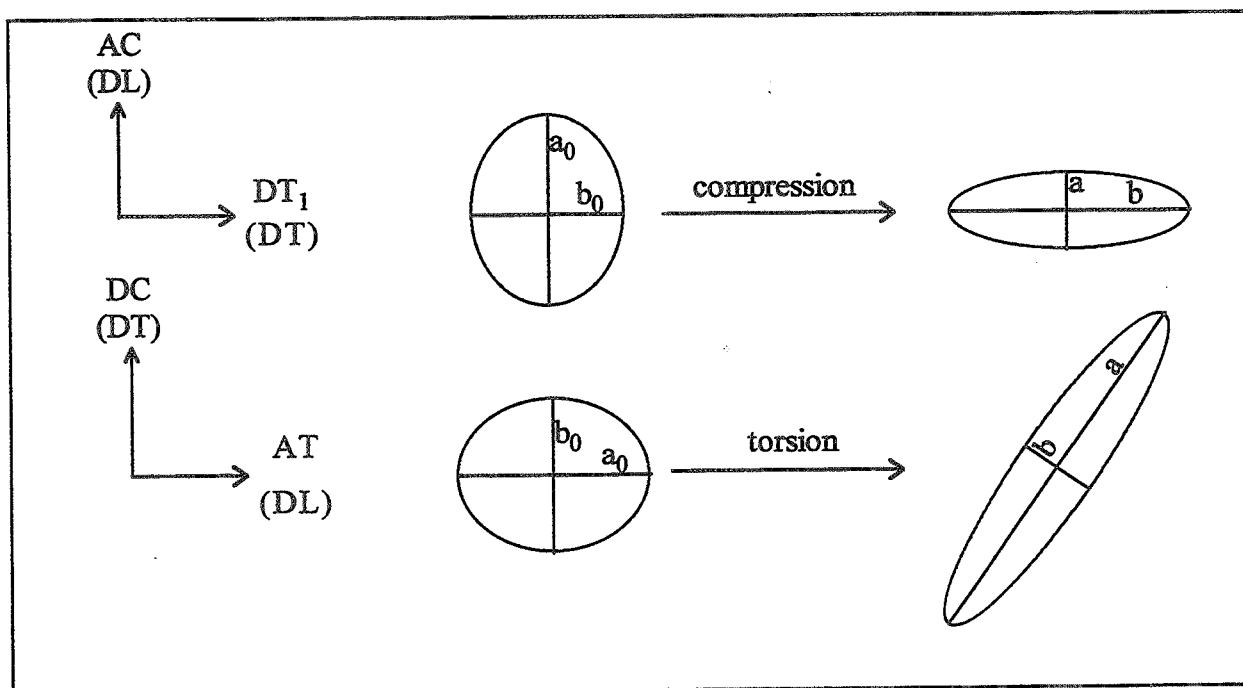 AC
(DL)
DT₁
(DT)
a₀
b₀
compression
a
b
DC
(DT)
AT
(DL)
b₀
a₀
torsion
a
b